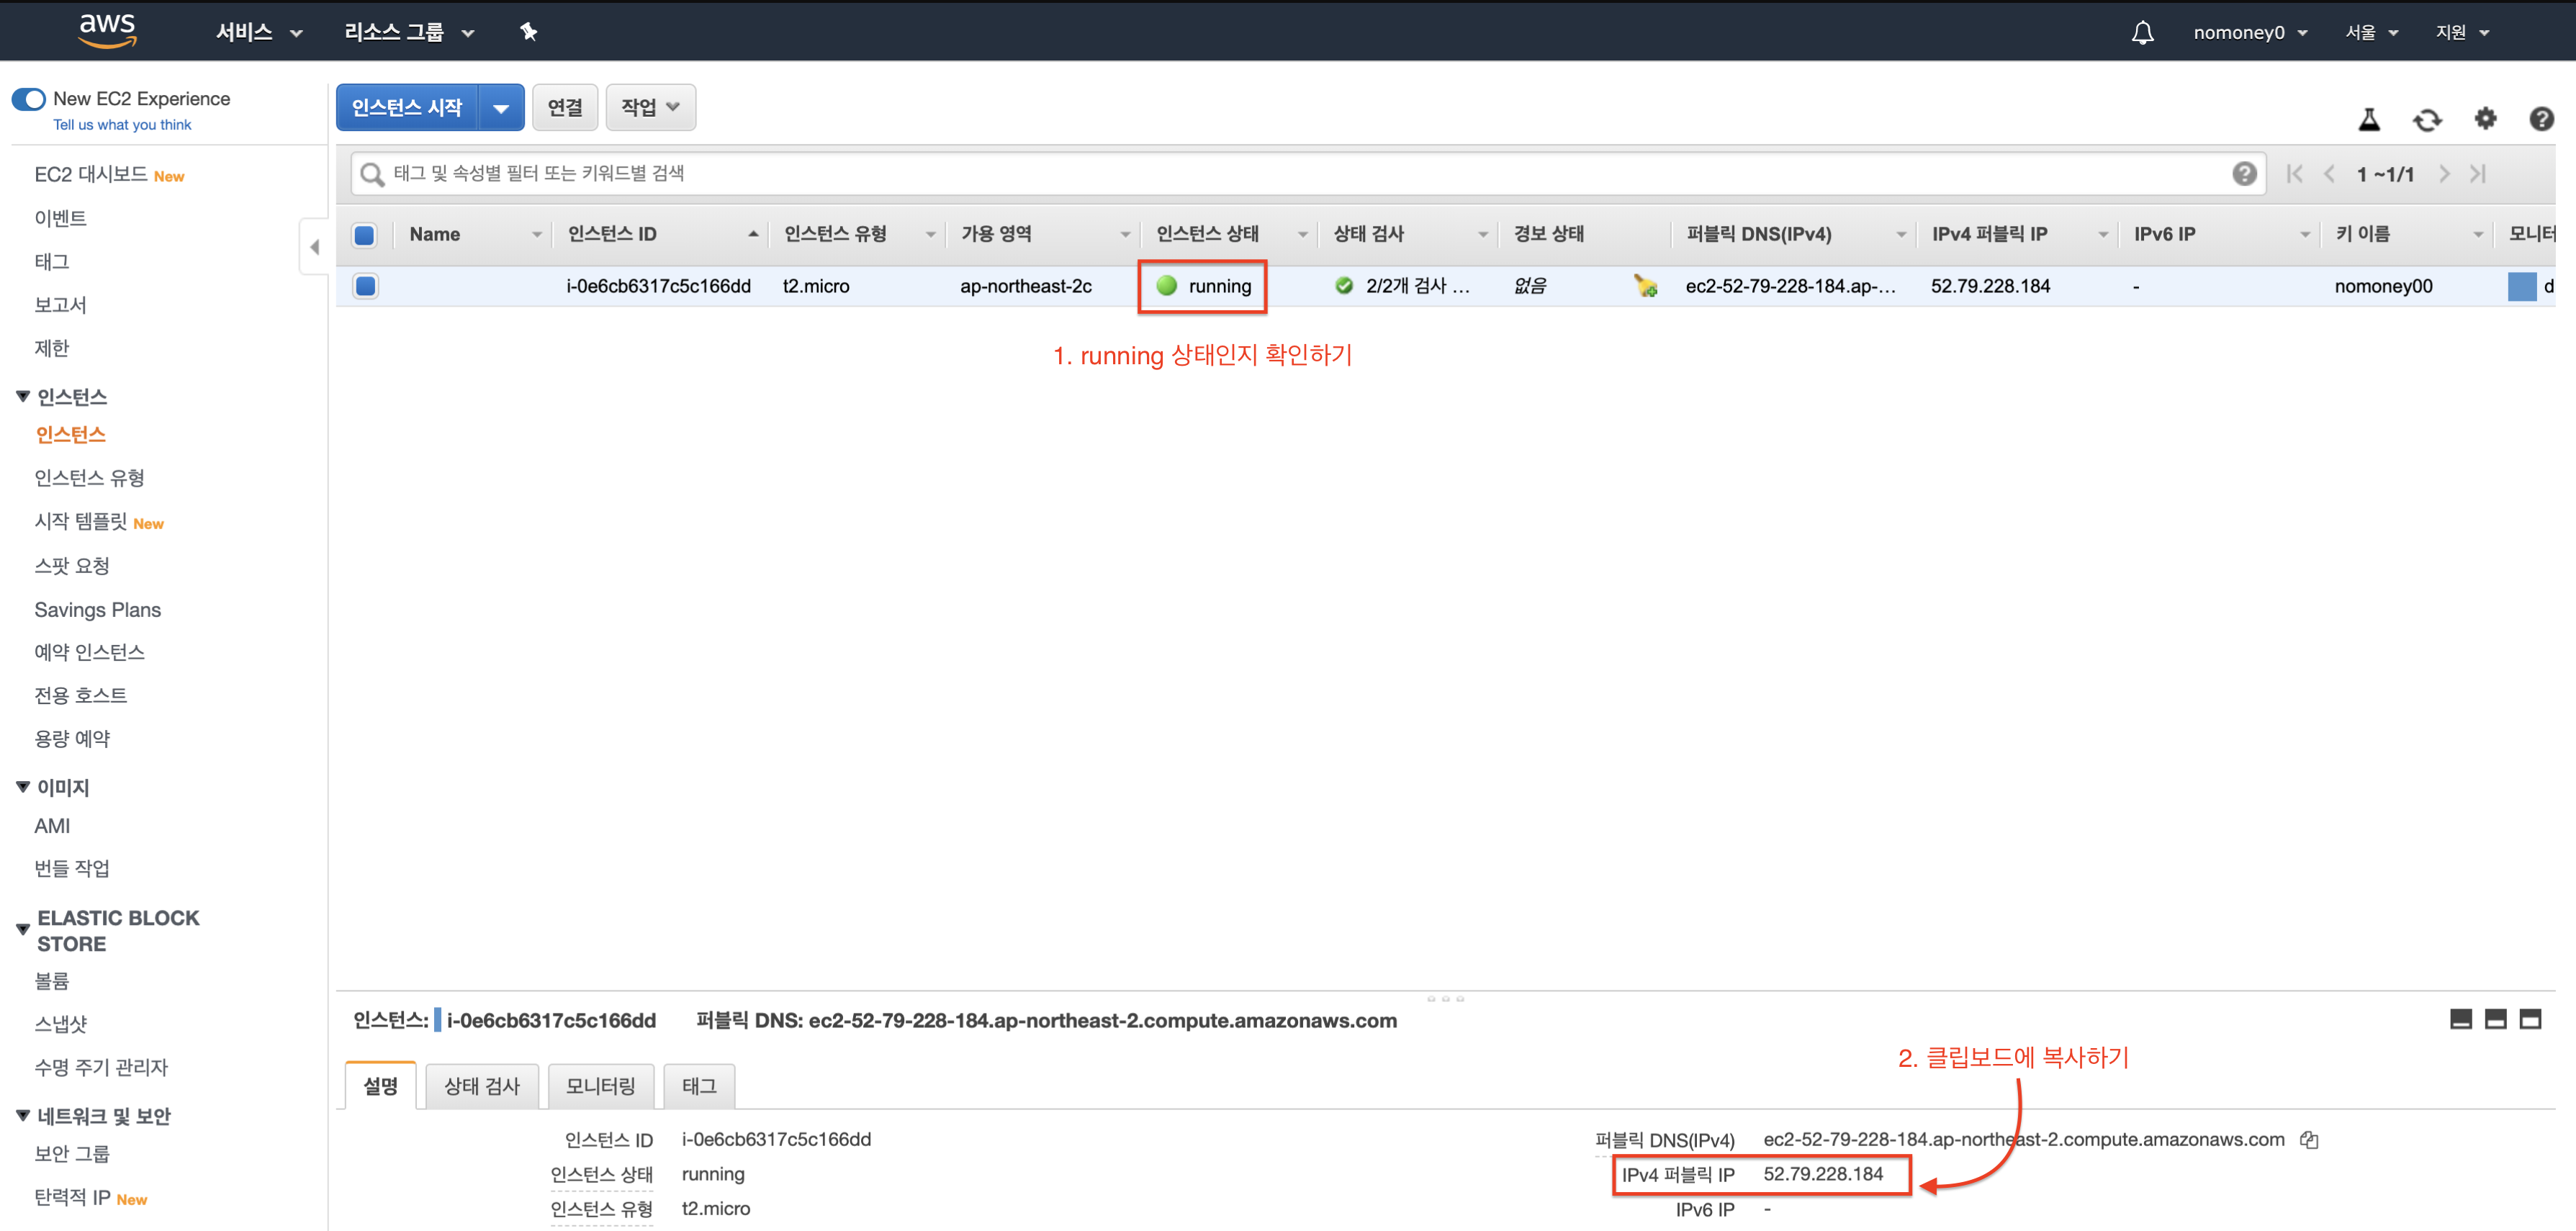 aws 서비스 리소스 그룹 nomoney0 서울 지원
New EC2 Experience
Tell us what you think
EC2 대시보드 New
이벤트
태그
보고서
제한
인스턴스
인스턴스
인스턴스 유형
시작 템플릿 New
스팟 요청
Savings Plans
예약 인스턴스
전용 호스트
용량 예약
이미지
AMI
번들 작업
ELASTIC BLOCK
STORE
볼륨
스냅샷
수명 주기 관리자
네트워크 및 보안
보안 그룹
탄력적 IP New
인스턴스 시작 연결 작업
태그 및 속성별 필터 또는 키워드별 검색 1 ~1/1
Name 인스턴스 ID 인스턴스 유형 가용 영역 인스턴스 상태 상태 검사 경보 상태 퍼블릭 DNS(IPv4) IPv4 퍼블릭 IP IPv6 IP 키 이름 모니터
i-0e6cb6317c5c166dd t2.micro ap-northeast-2c running 2/2개 검사 ... 없음 ec2-52-79-228-184.ap-... 52.79.228.184 - nomoney00 d
1. running 상태인지 확인하기
인스턴스: i-0e6cb6317c5c166dd 퍼블릭 DNS: ec2-52-79-228-184.ap-northeast-2.compute.amazonaws.com
2. 클립보드에 복사하기
설명 상태 검사 모니터링 태그
인스턴스 ID i-0e6cb6317c5c166dd 퍼블릭 DNS(IPv4) ec2-52-79-228-184.ap-northeast-2.compute.amazonaws.com
인스턴스 상태 running IPv4 퍼블릭 IP 52.79.228.184
인스턴스 유형 t2.micro IPv6 IP -